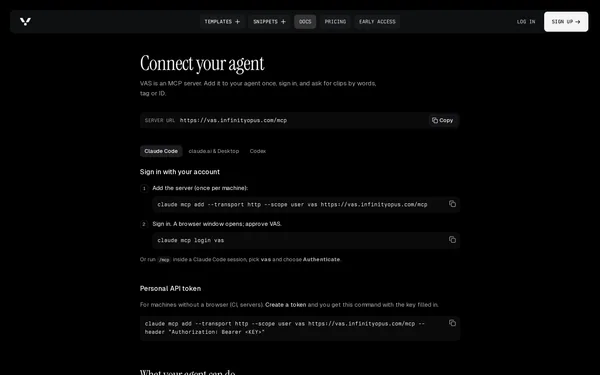 TEMPLATES +
SNIPPETS +
DOCS
PRICING
EARLY ACCESS
LOG IN
SIGN UP →
Connect your agent
VAS is an MCP server. Add it to your agent once, sign in, and ask for clips by words,
tag or ID.
SERVER URL https://vas.infinityopus.com/mcp
Copy
Claude Code
claude.ai & Desktop
Codex
Sign in with your account
1 Add the server (once per machine):
claude mcp add --transport http --scope user vas https://vas.infinityopus.com/mcp
2 Sign in. A browser window opens; approve VAS.
claude mcp login vas
Or run /mcp inside a Claude Code session, pick vas and choose Authenticate.
Personal API token
For machines without a browser (CI, servers). Create a token and you get this command with the key filled in.
claude mcp add --transport http --scope user vas https://vas.infinityopus.com/mcp --
header "Authorization: Bearer <KEY>"
What your agent can do